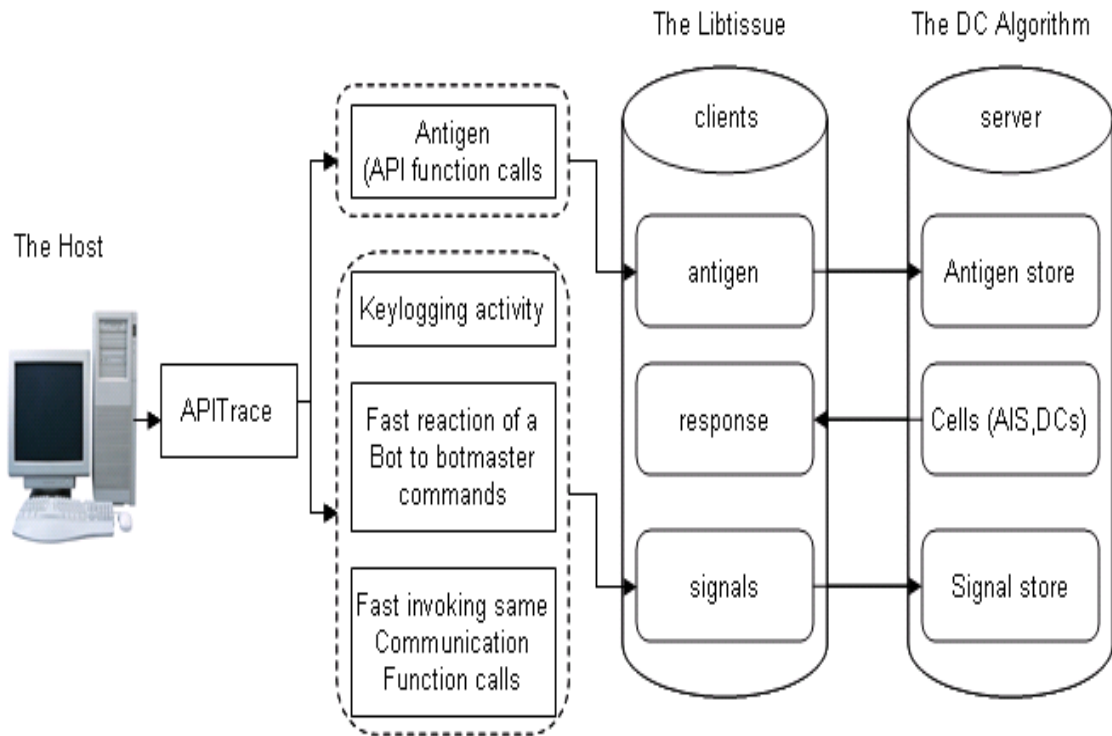 The Libtissue
The DC Algorithm
clients
server
Antigen
(API function calls
The Host
antigen
Antigen store
Keylogging activity
APITrace
Fast reaction of a
Bot to botmaster
commands
response
Cells (AIS,DCs)
signals
Signal store
Fast invoking same
Communication
Function calls